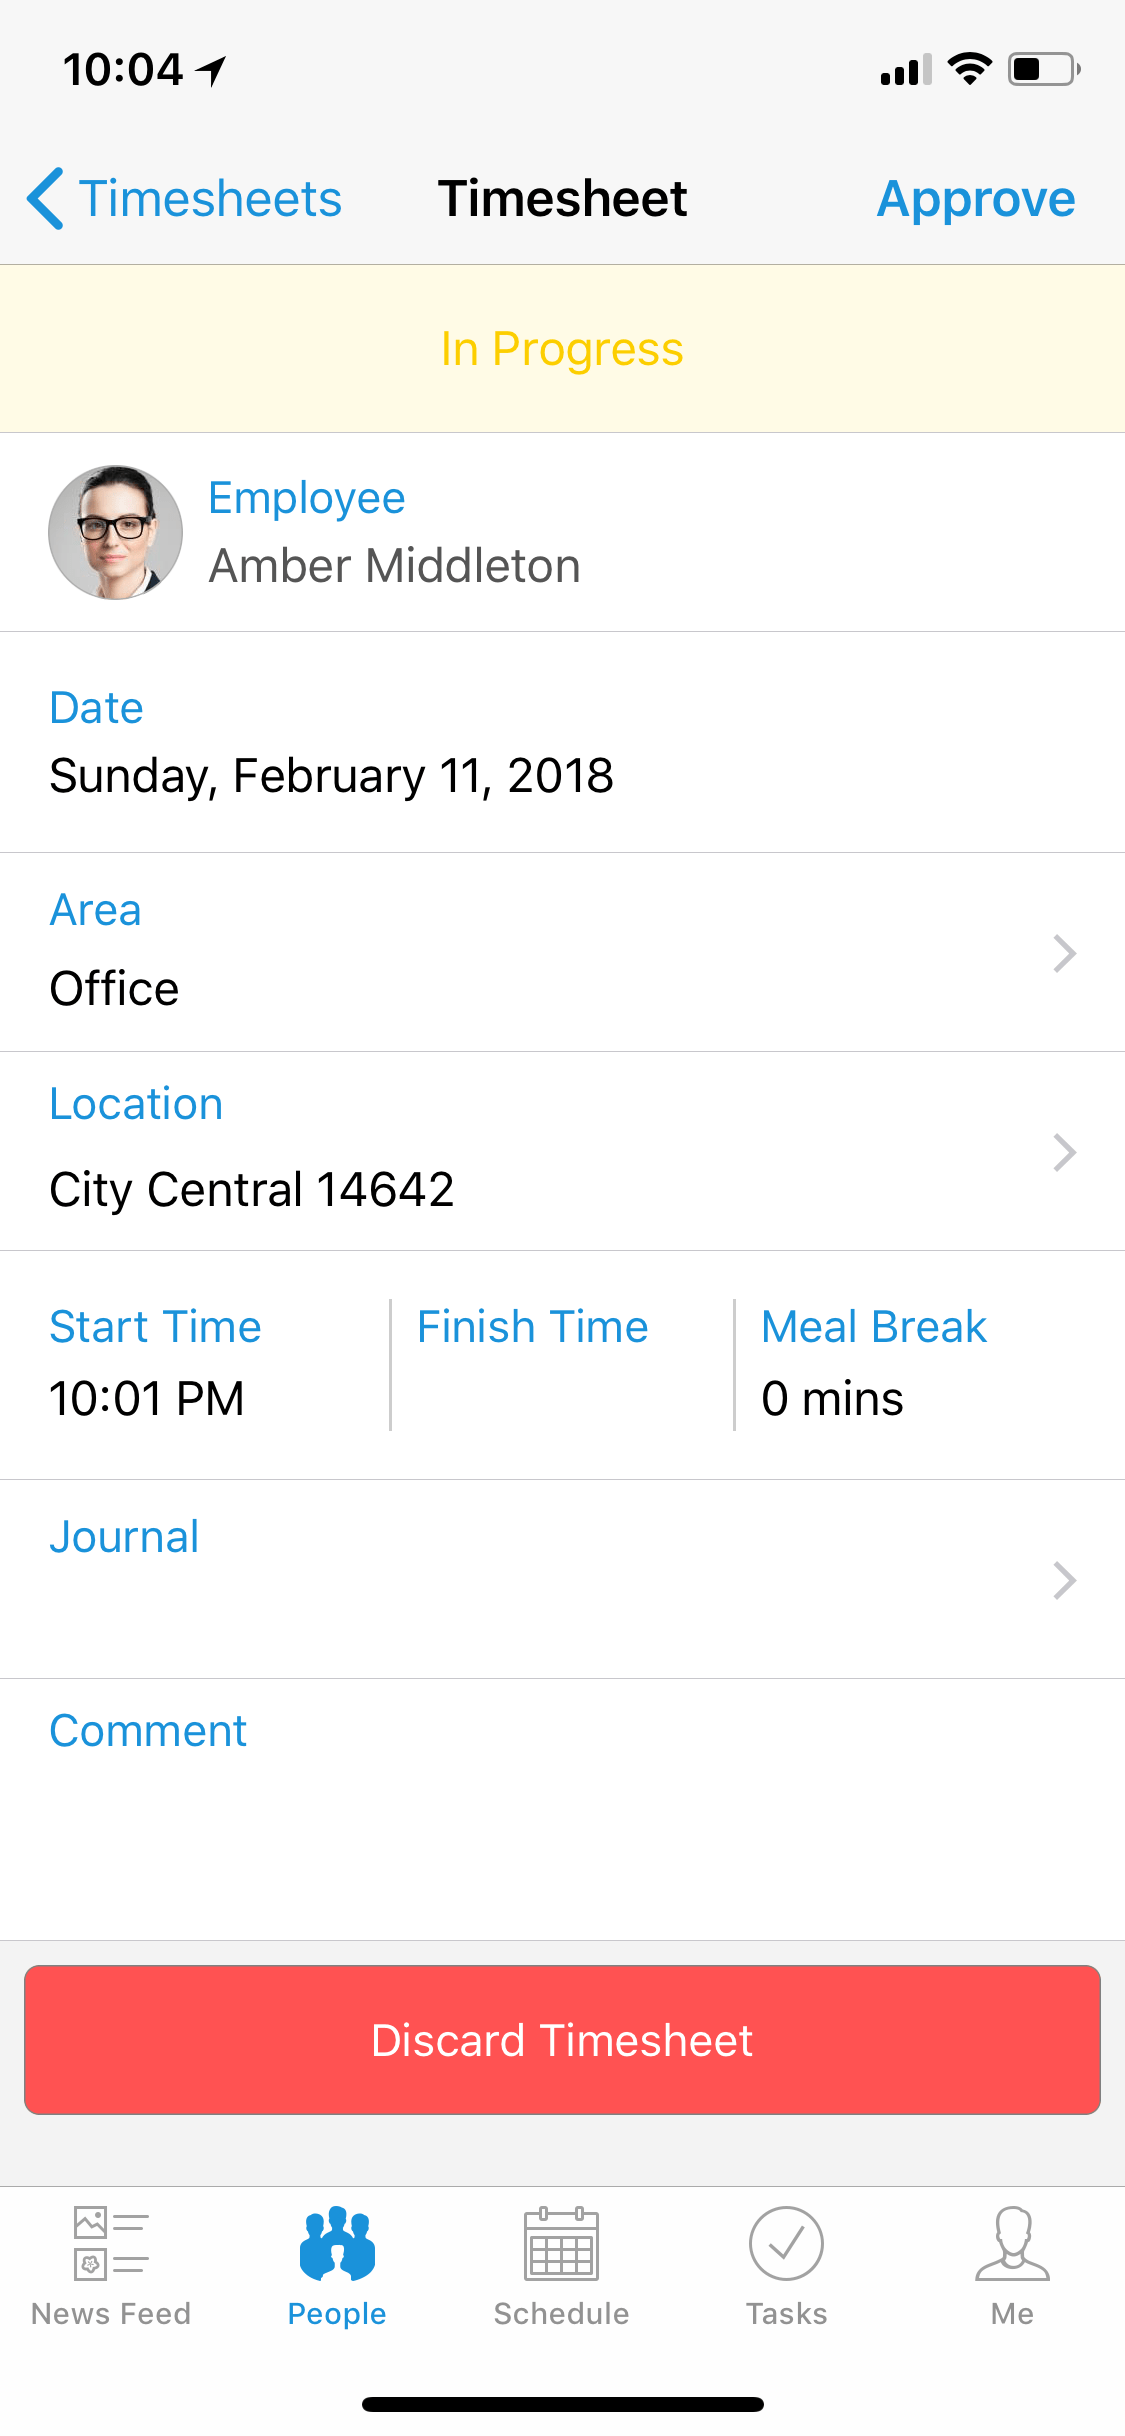 10:04
Timesheets Timesheet Approve
In Progress
Employee
Amber Middleton
Date
Sunday, February 11, 2018
Area
Office
Location
City Central 14642
Start Time Finish Time Meal Break
10:01 PM 0 mins
Journal
Comment
Discard Timesheet
News Feed People Schedule Tasks Me